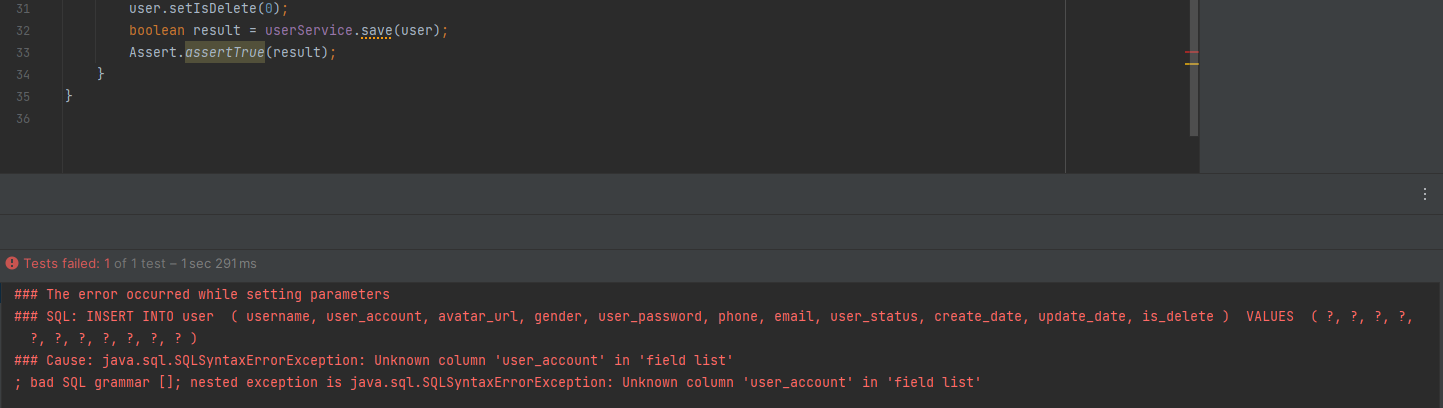 31 user.setIsDelete(0);
32 boolean result = userService.save(user);
33 Assert.assertTrue(result);
34 }
35 }
36
Tests failed: 1 of 1 test – 1 sec 291 ms
### The error occurred while setting parameters
### SQL: INSERT INTO user  ( username, user_account, avatar_url, gender, user_password, phone, email, user_status, create_date, update_date, is_delete )  VALUES  ( ?, ?, ?, ?,
?, ?, ?, ?, ?, ?, ? )
### Cause: java.sql.SQLSyntaxErrorException: Unknown column 'user_account' in 'field list'
; bad SQL grammar []; nested exception is java.sql.SQLSyntaxErrorException: Unknown column 'user_account' in 'field list'